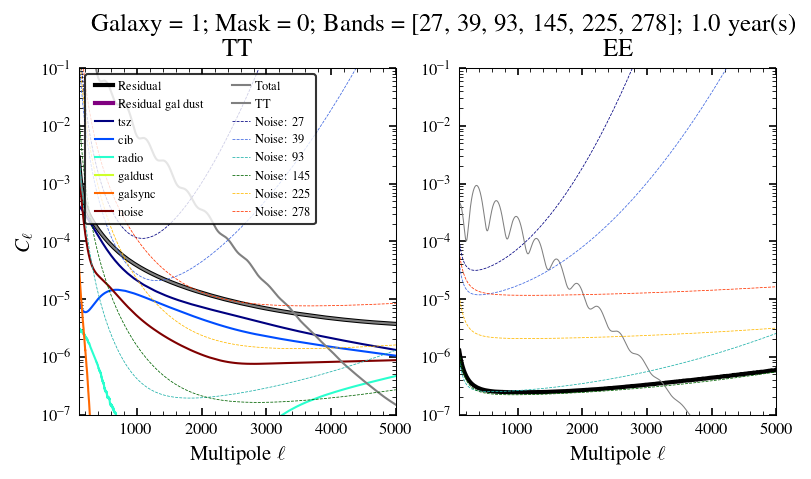 Galaxy = 1; Mask = 0; Bands = [27, 39, 93, 145, 225, 278]; 1.0 year(s)
TT
EE
Residual
Residual gal dust
tsz
cib
radio
galdust
galsync
noise
Total
TT
Noise: 27
Noise: 39
Noise: 93
Noise: 145
Noise: 225
Noise: 278
C_ℓ
10^{-1}
10^{-2}
10^{-3}
10^{-4}
10^{-5}
10^{-6}
10^{-7}
1000 2000 3000 4000 5000
Multipole ℓ
10^{-1}
10^{-2}
10^{-3}
10^{-4}
10^{-5}
10^{-6}
10^{-7}
1000 2000 3000 4000 5000
Multipole ℓ